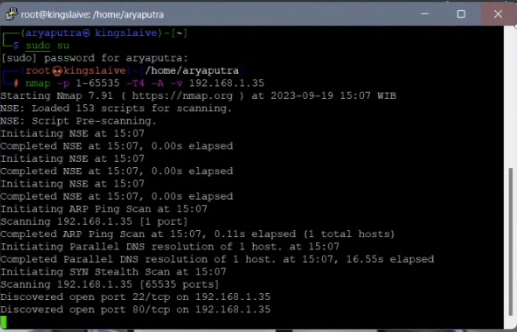 root@kingslaive: /home/aryaputra
(aryaputra㉿ kingslaive)-[~]
$ sudo su
[sudo] password for aryaputra:
root㉿kingslaive)-[/home/aryaputra
# nmap -p 1-65535 -T4 -A -v 192.168.1.35
Starting Nmap 7.91 ( https://nmap.org ) at 2023-09-19 15:07 WIB
NSE: Loaded 153 scripts for scanning.
NSE: Script Pre-scanning.
Initiating NSE at 15:07
Completed NSE at 15:07, 0.00s elapsed
Initiating NSE at 15:07
Completed NSE at 15:07, 0.00s elapsed
Initiating NSE at 15:07
Completed NSE at 15:07, 0.00s elapsed
Initiating ARP Ping Scan at 15:07
Scanning 192.168.1.35 [1 port]
Completed ARP Ping Scan at 15:07, 0.11s elapsed (1 total hosts)
Initiating Parallel DNS resolution of 1 host. at 15:07
Completed Parallel DNS resolution of 1 host. at 15:07, 16.55s elapsed
Initiating SYN Stealth Scan at 15:07
Scanning 192.168.1.35 [65535 ports]
Discovered open port 22/tcp on 192.168.1.35
Discovered open port 80/tcp on 192.168.1.35